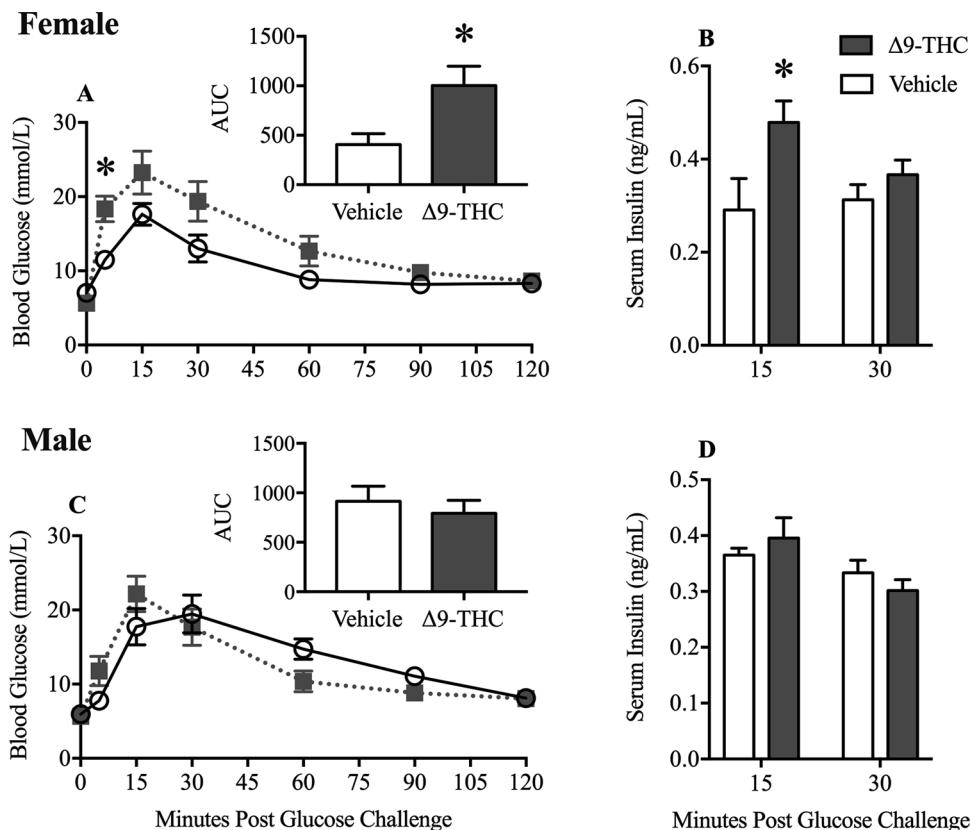 Female
A
Blood Glucose (mmol/L)
30
20
10
0
0 15 30 45 60 75 90 105 120
*
AUC
1500
1000
500
0
Vehicle Δ9-THC
*
B
Δ9-THC
Vehicle
Serum Insulin (ng/mL)
0.6
0.4
0.2
0.0
15 30
*
Male
C
Blood Glucose (mmol/L)
30
20
10
0
0 15 30 45 60 75 90 105 120
Minutes Post Glucose Challenge
AUC
1500
1000
500
0
Vehicle Δ9-THC
D
Serum Insulin (ng/mL)
0.5
0.4
0.3
0.2
0.1
0.0
15 30
Minutes Post Glucose Challenge